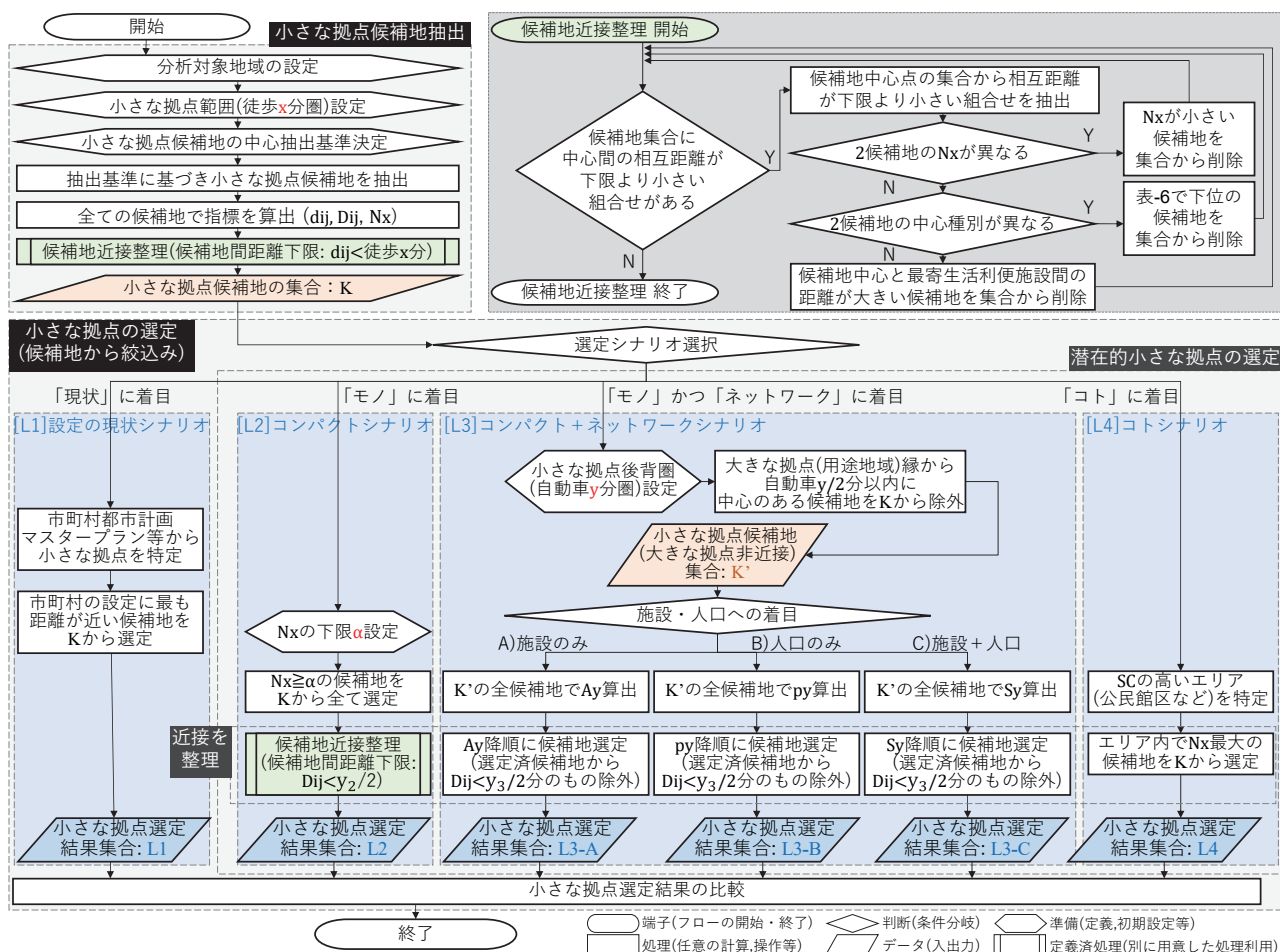 開始
小さな拠点候補地抽出
分析対象地域の設定
小さな拠点範囲(徒歩x分圏)設定
小さな拠点候補地の中心抽出基準決定
抽出基準に基づき小さな拠点候補地を抽出
全ての候補地で指標を算出 (dij, Dij, Nx)
候補地近接整理(候補地間距離下限: dij<徒歩x分)
小さな拠点候補地の集合：K
候補地近接整理 開始
候補地集合に
中心間の相互距離が
下限より小さい
組合せがある
Y
N
候補地近接整理 終了
候補地中心点の集合から相互距離
が下限より小さい組合せを抽出
2候補地のNxが異なる
Y
N
Nxが小さい
候補地を
集合から削除
2候補地の中心種別が異なる
Y
N
表-6で下位の
候補地を
集合から削除
候補地中心と最寄生活利便施設間の
距離が大きい候補地を集合から削除
小さな拠点の選定
(候補地から絞込み)
選定シナリオ選択
潜在的小さな拠点の選定
「現状」に着目
「モノ」に着目
「モノ」かつ「ネットワーク」に着目
「コト」に着目
[L1]設定の現状シナリオ
[L2]コンパクトシナリオ
[L3]コンパクト＋ネットワークシナリオ
[L4]コトシナリオ
市町村都市計画
マスタープラン等から
小さな拠点を特定
市町村の設定に最も
距離が近い候補地を
Kから選定
Nxの下限α設定
Nx≧αの候補地を
Kから全て選定
小さな拠点後背圏
(自動車y分圏)設定
大きな拠点(用途地域)縁から
自動車y/2分以内に
中心のある候補地をKから除外
小さな拠点候補地
(大きな拠点非近接)
集合: K’
施設・人口への着目
A)施設のみ
B)人口のみ
C)施設＋人口
K’の全候補地でAy算出
K’の全候補地でpy算出
K’の全候補地でSy算出
SCの高いエリア
(公民館区など)を特定
近接を
整理
候補地近接整理
(候補地間距離下限:
Dij<y₂/2)
Ay降順に候補地選定
(選定済候補地から
Dij<y₃/2分のもの除外)
py降順に候補地選定
(選定済候補地から
Dij<y₃/2分のもの除外)
Sy降順に候補地選定
(選定済候補地から
Dij<y₃/2分のもの除外)
エリア内でNx最大の
候補地をKから選定
小さな拠点選定
結果集合: L1
小さな拠点選定
結果集合: L2
小さな拠点選定
結果集合: L3-A
小さな拠点選定
結果集合: L3-B
小さな拠点選定
結果集合: L3-C
小さな拠点選定
結果集合: L4
小さな拠点選定結果の比較
終了
端子(フローの開始・終了)
判断(条件分岐)
準備(定義,初期設定等)
処理(任意の計算,操作等)
データ(入出力)
定義済処理(別に用意した処理利用)